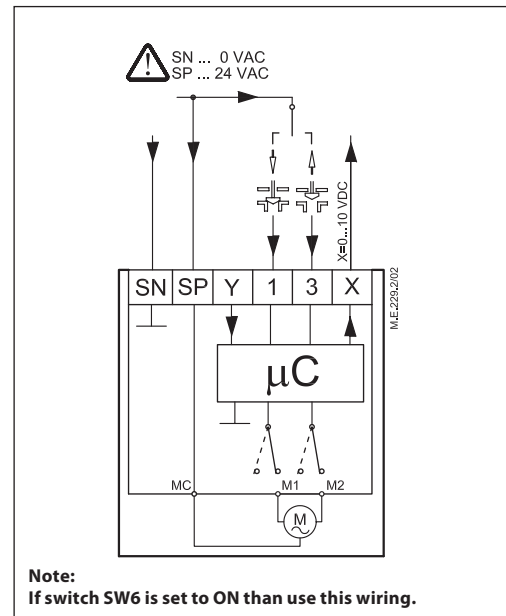 SN ... 0 VAC
SP ... 24 VAC
X=0...10 VDC
SN SP Y 1 3 X
M.E.229.2/02
μC
MC M1 M2
M
Note:
If switch SW6 is set to ON than use this wiring.